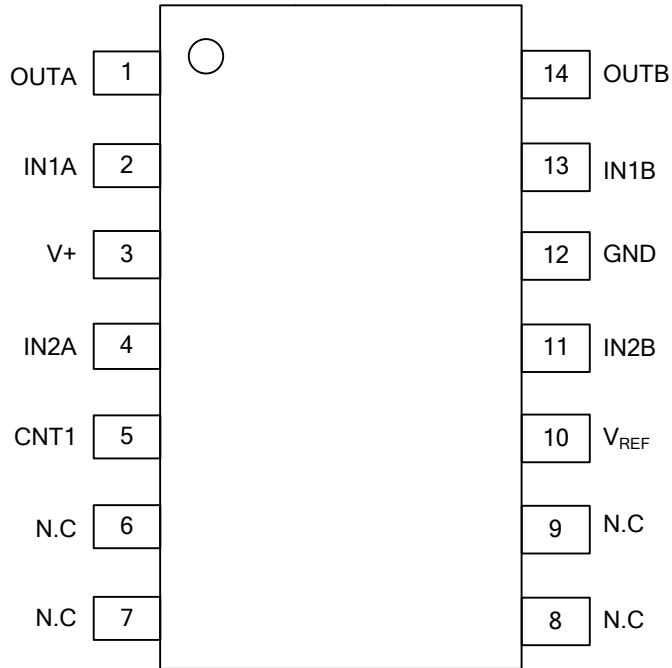 OUTA 1 14 OUTB
IN1A 2 13 IN1B
V+ 3 12 GND
IN2A 4 11 IN2B
CNT1 5 10 VREF
N.C 6 9 N.C
N.C 7 8 N.C